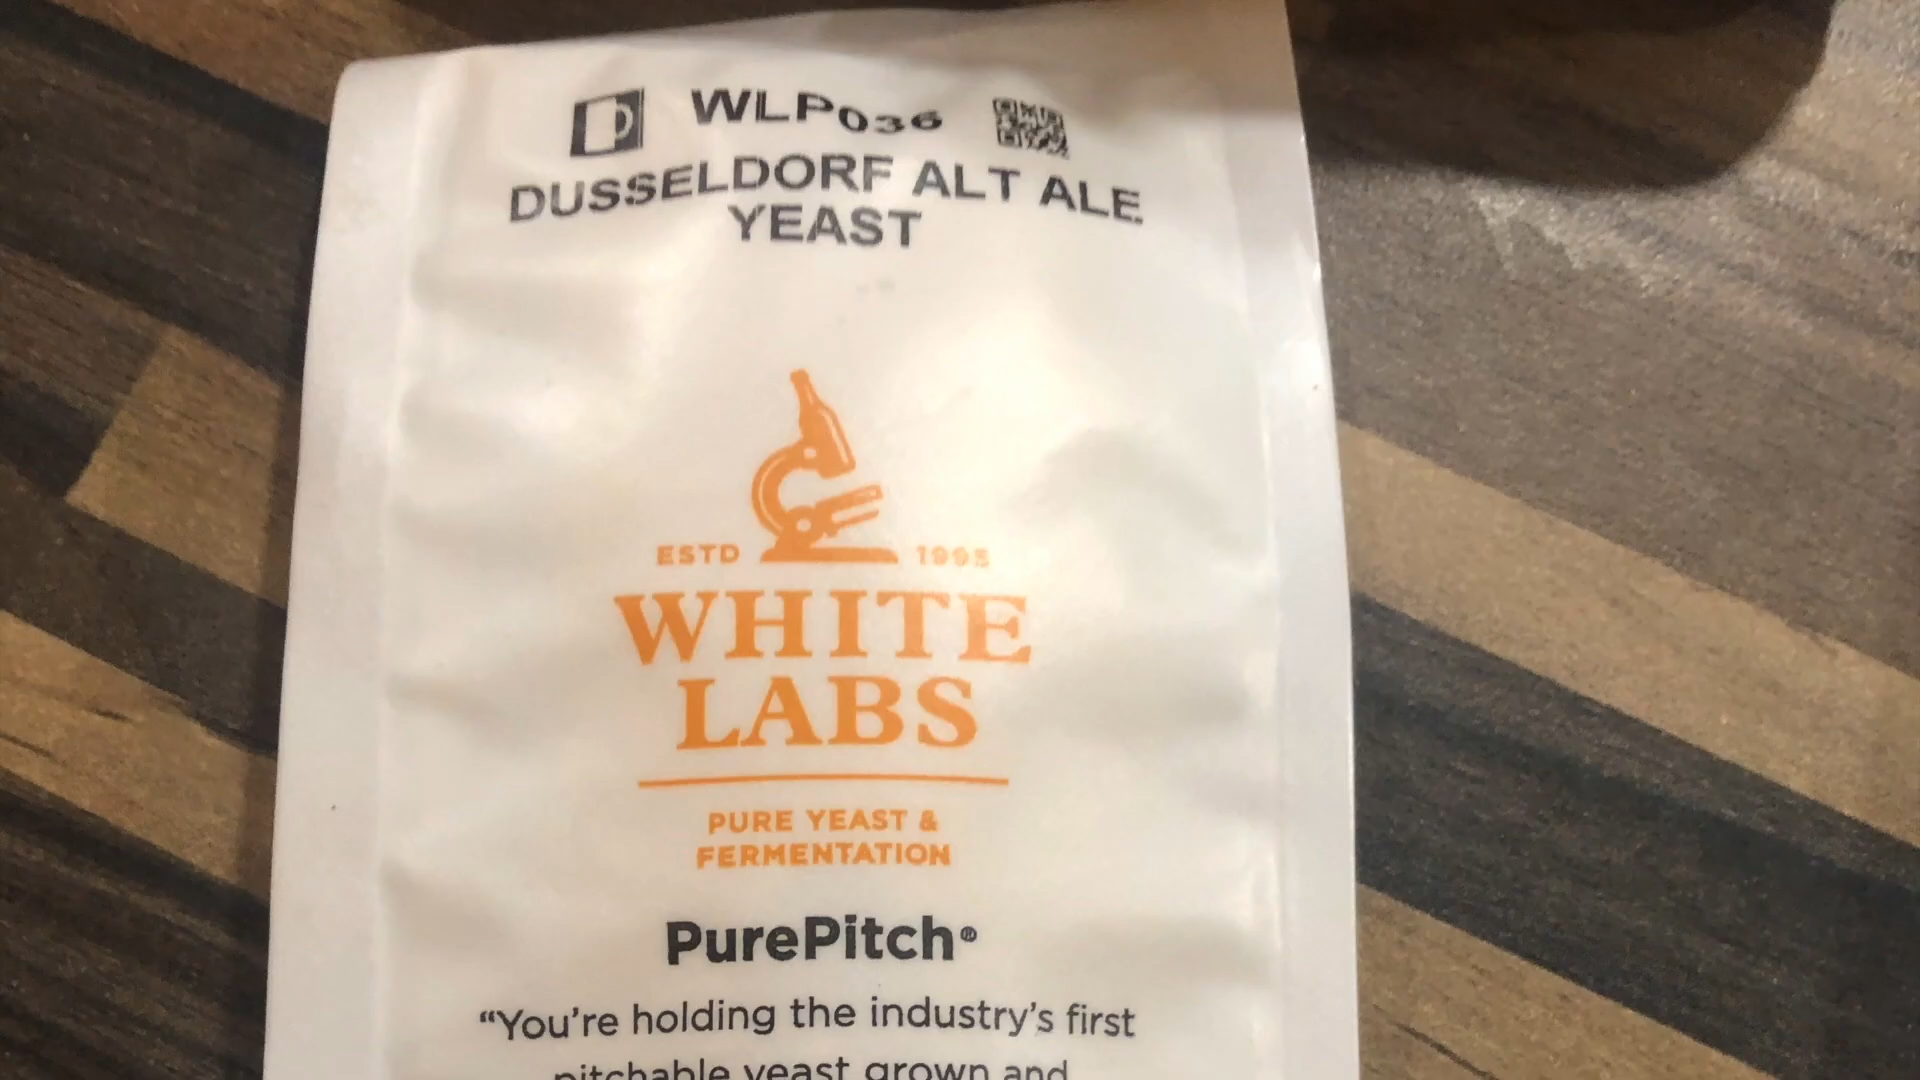 WLP036
DUSSELDORF ALT ALE
YEAST
ESTD 1995
WHITE
LABS
PURE YEAST &
FERMENTATION
PurePitch®
“You’re holding the industry’s first
pitchable yeast grown and